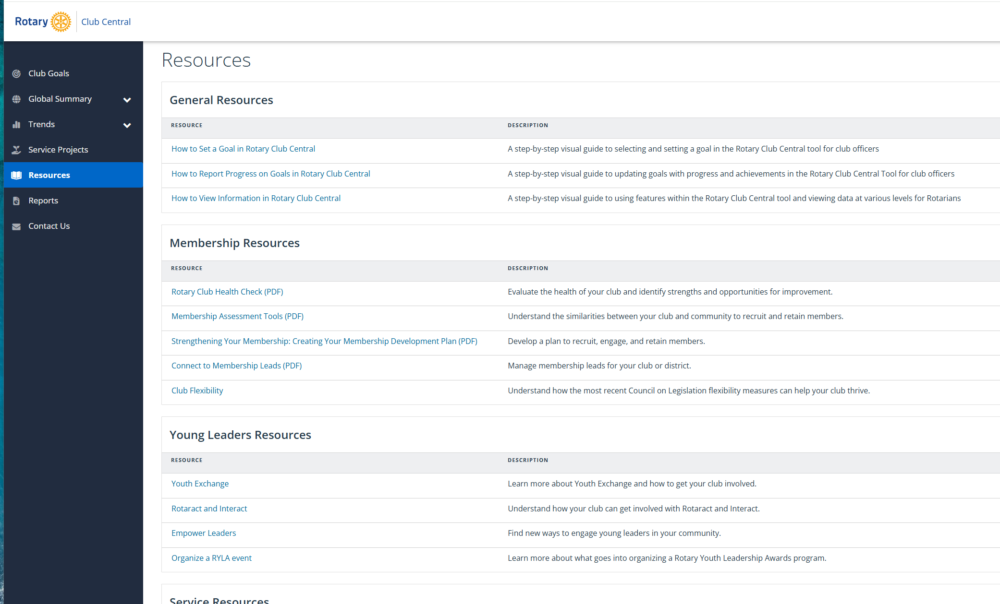 Rotary Club Central
Club Goals
Global Summary
Trends
Service Projects
Resources
Reports
Contact Us
Resources
General Resources
RESOURCE DESCRIPTION
How to Set a Goal in Rotary Club Central A step-by-step visual guide to selecting and setting a goal in the Rotary Club Central tool for club officers
How to Report Progress on Goals in Rotary Club Central A step-by-step visual guide to updating goals with progress and achievements in the Rotary Club Central Tool for club officers
How to View Information in Rotary Club Central A step-by-step visual guide to using features within the Rotary Club Central tool and viewing data at various levels for Rotarians
Membership Resources
RESOURCE DESCRIPTION
Rotary Club Health Check (PDF) Evaluate the health of your club and identify strengths and opportunities for improvement.
Membership Assessment Tools (PDF) Understand the similarities between your club and community to recruit and retain members.
Strengthening Your Membership: Creating Your Membership Development Plan (PDF) Develop a plan to recruit, engage, and retain members.
Connect to Membership Leads (PDF) Manage membership leads for your club or district.
Club Flexibility Understand how the most recent Council on Legislation flexibility measures can help your club thrive.
Young Leaders Resources
RESOURCE DESCRIPTION
Youth Exchange Learn more about Youth Exchange and how to get your club involved.
Rotaract and Interact Understand how your club can get involved with Rotaract and Interact.
Empower Leaders Find new ways to engage young leaders in your community.
Organize a RYLA event Learn more about what goes into organizing a Rotary Youth Leadership Awards program.
Service Resources